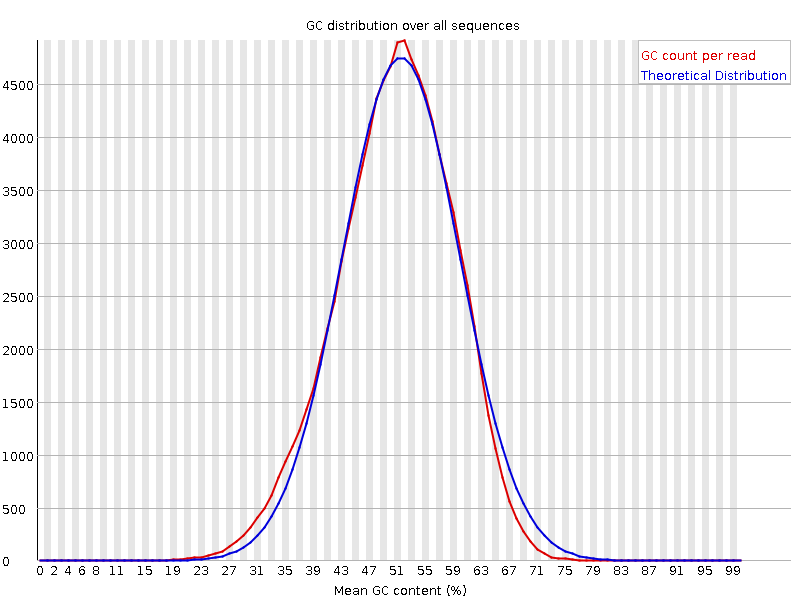 GC distribution over all sequences
GC count per read
Theoretical Distribution
4500
4000
3500
3000
2500
2000
1500
1000
500
0
0 2 4 6 8 11 15 19 23 27 31 35 39 43 47 51 55 59 63 67 71 75 79 83 87 91 95 99
Mean GC content (%)